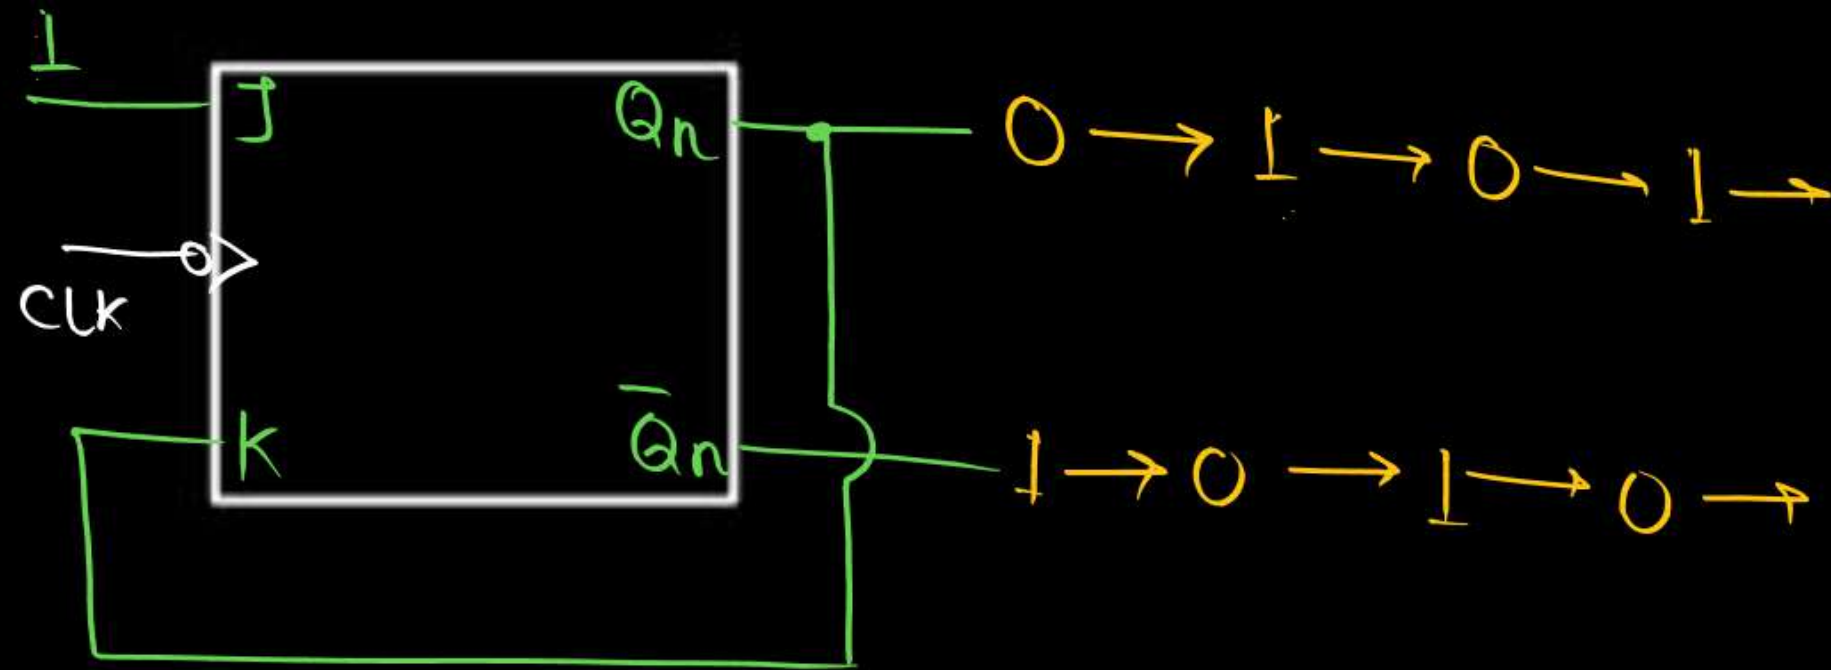 1
J Qn 0 → 1 → 0 → 1 →
CLK
K Q̅n 1 → 0 → 1 → 0 →